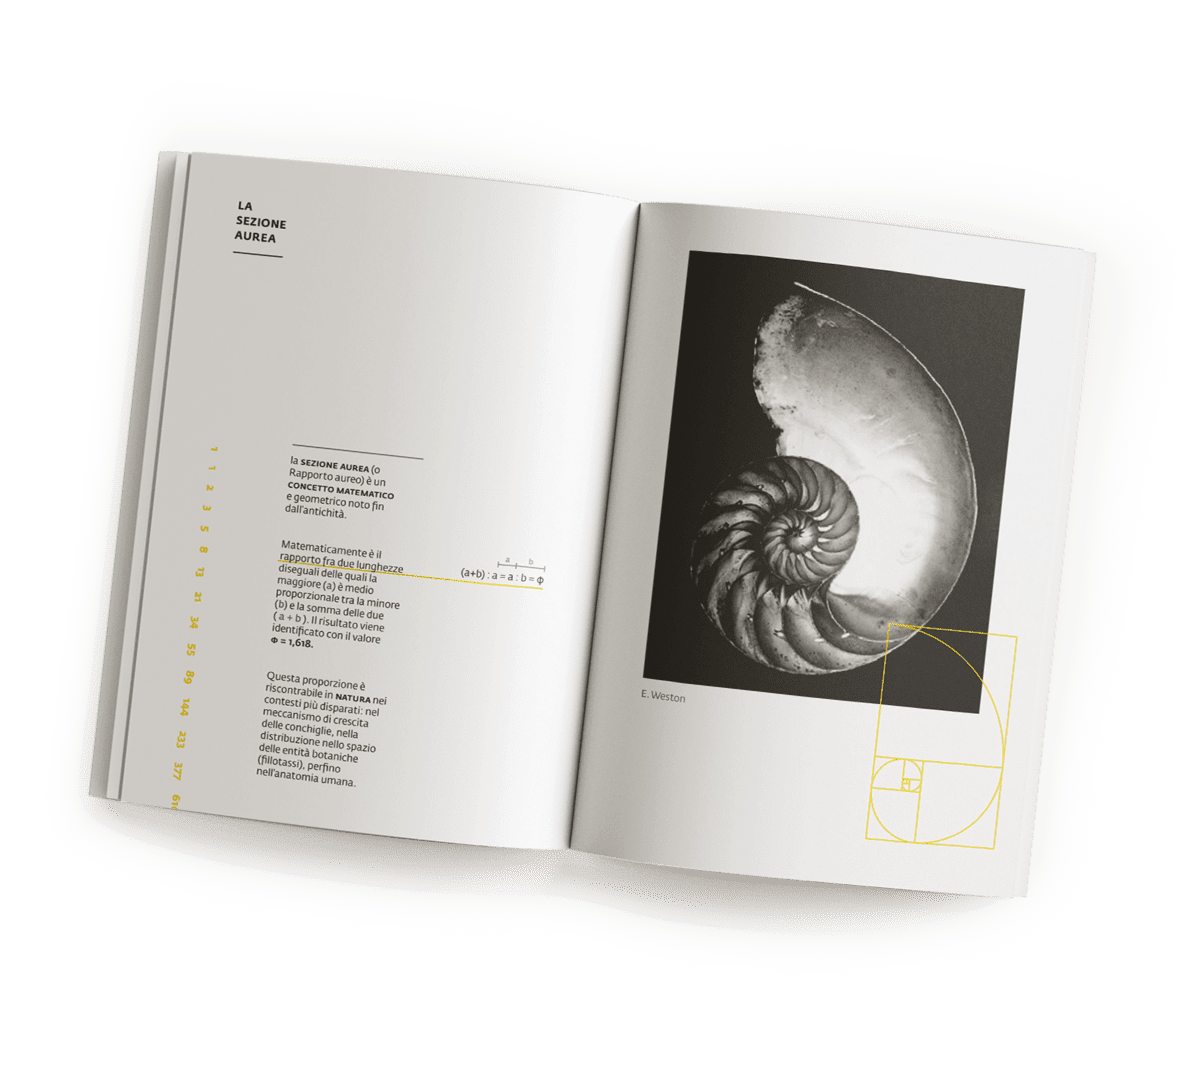 LA
SEZIONE
AUREA
1
1
2
3
5
8
13
21
34
55
89
144
233
377
610
la SEZIONE AUREA (o
Rapporto aureo) è un
CONCETTO MATEMATICO
e geometrico noto fin
dall'antichità.
Matematicamente è il
rapporto fra due lunghezze
diseguali delle quali la
maggiore (a) è medio
proporzionale tra la minore
(b) e la somma delle due
( a + b ). Il risultato viene
identificato con il valore
Φ = 1,618.
a b
(a+b) : a = a : b = Φ
Questa proporzione è
riscontrabile in NATURA nei
contesti più disparati: nel
meccanismo di crescita
delle conchiglie, nella
distribuzione nello spazio
delle entità botaniche
(fillotassi), perfino
nell'anatomia umana.
E. Weston